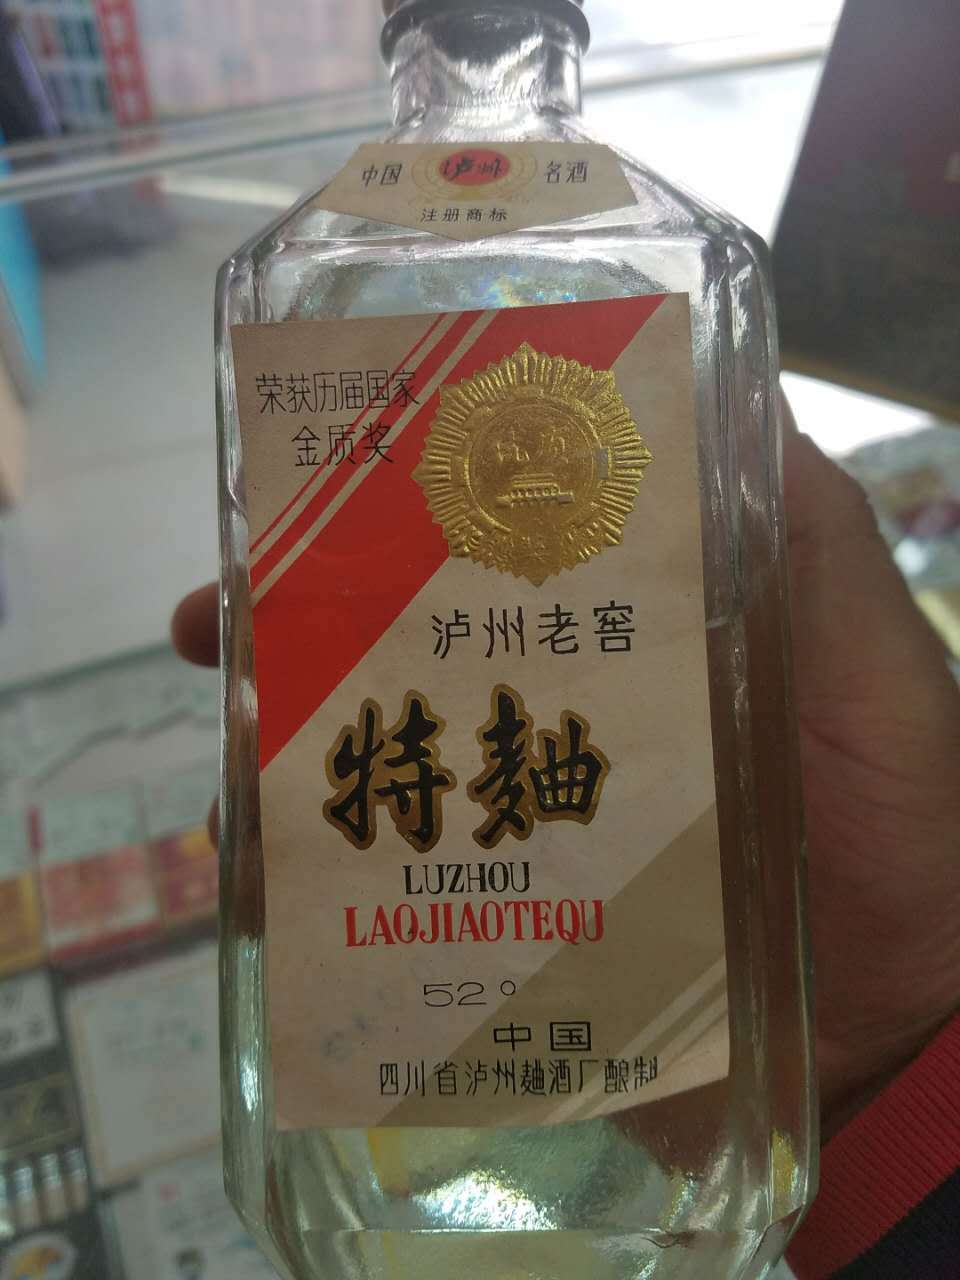 中国 泸州 名酒
注册商标
荣获历届国家
金质奖
泸州老窖
特麯
LUZHOU
LAOJIAOTEQU
52°
中国
四川省泸州麯酒厂酿制